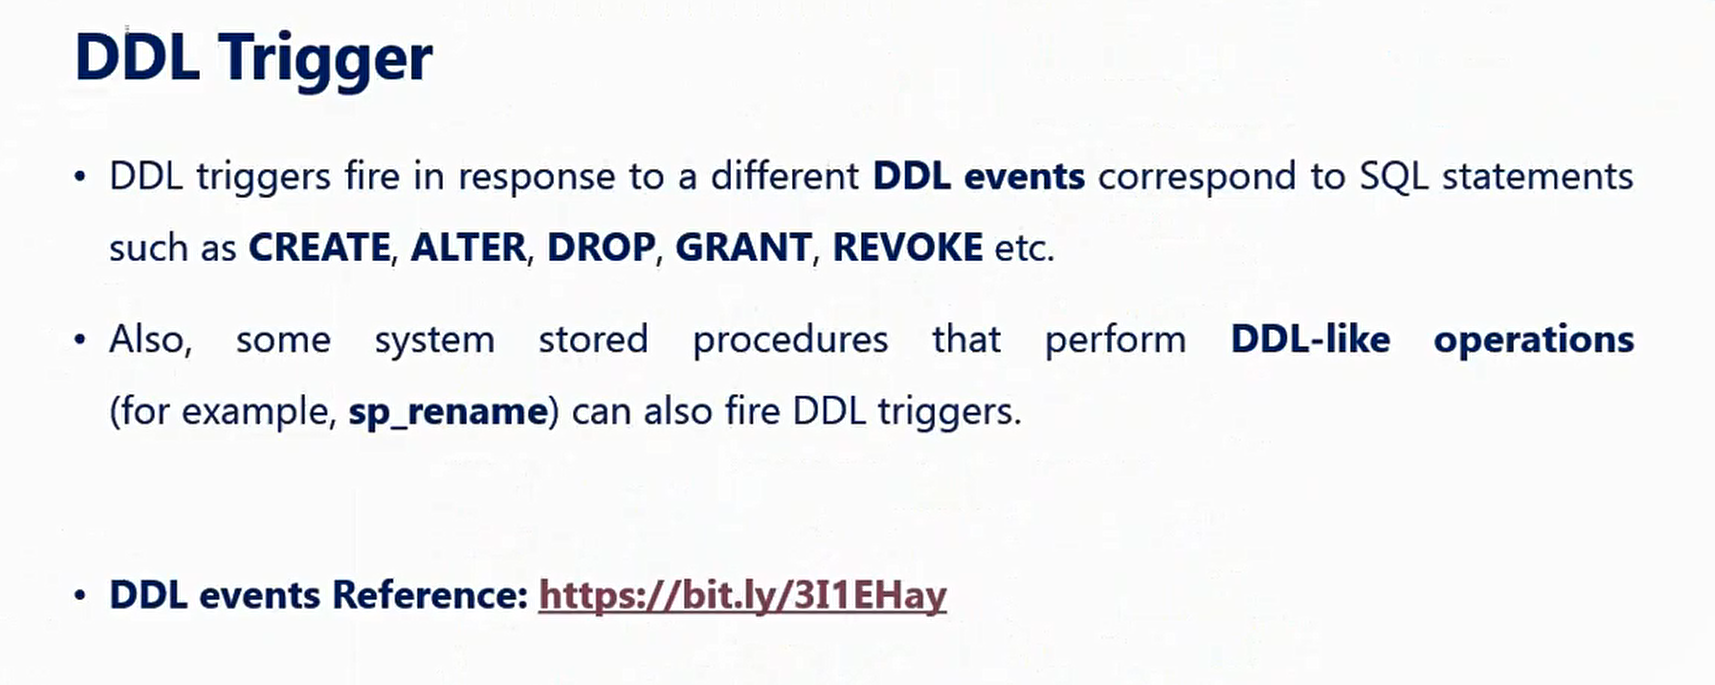 DDL Trigger
• DDL triggers fire in response to a different DDL events correspond to SQL statements
such as CREATE, ALTER, DROP, GRANT, REVOKE etc.
• Also, some system stored procedures that perform DDL-like operations
(for example, sp_rename) can also fire DDL triggers.
• DDL events Reference: https://bit.ly/3I1EHay